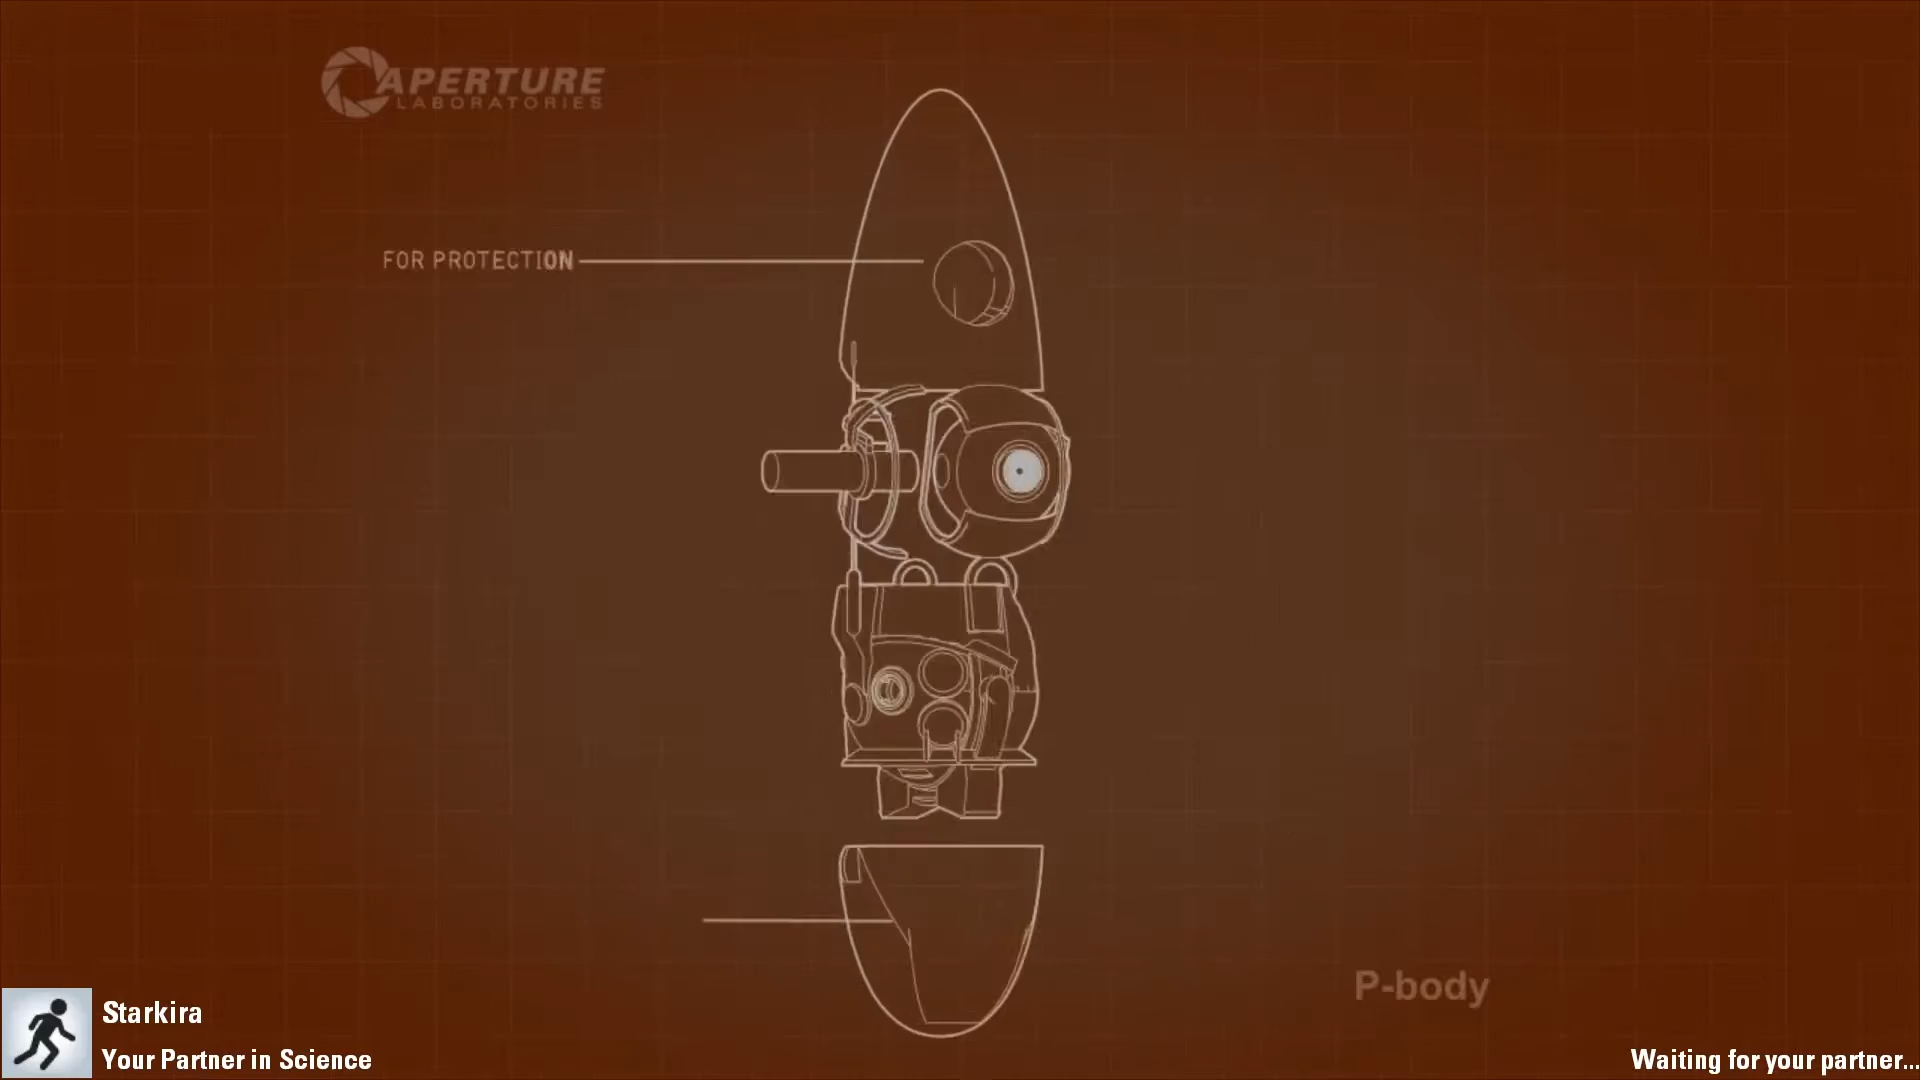 APERTURE
LABORATORIES
FOR PROTECTION
P-body
Starkira
Your Partner in Science
Waiting for your partner...